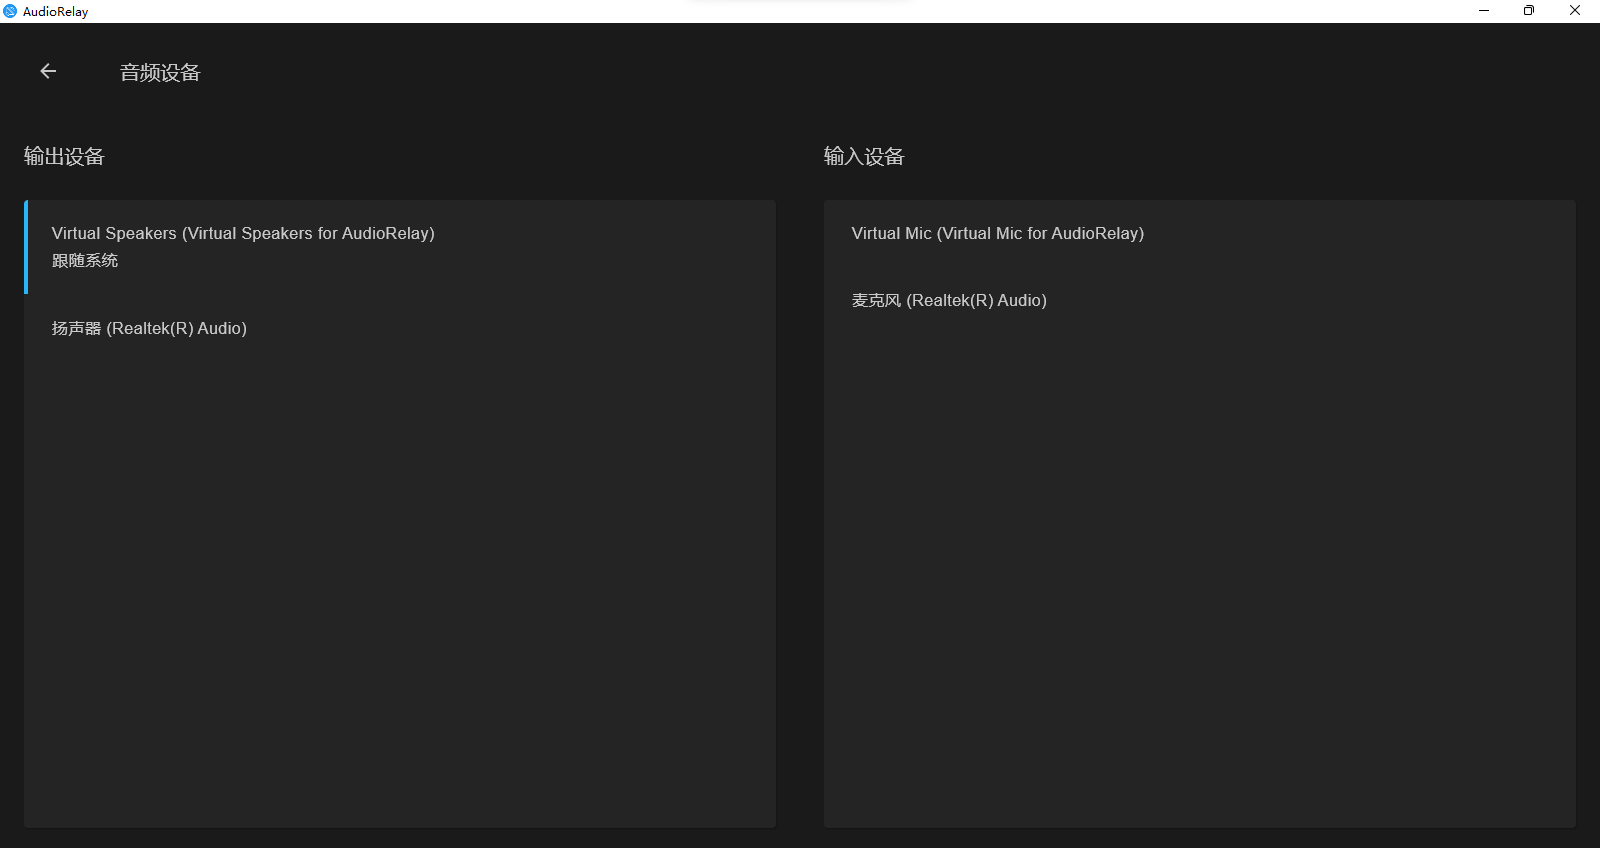 AudioRelay
音频设备
输出设备
Virtual Speakers (Virtual Speakers for AudioRelay)
跟随系统
扬声器 (Realtek(R) Audio)
输入设备
Virtual Mic (Virtual Mic for AudioRelay)
麦克风 (Realtek(R) Audio)